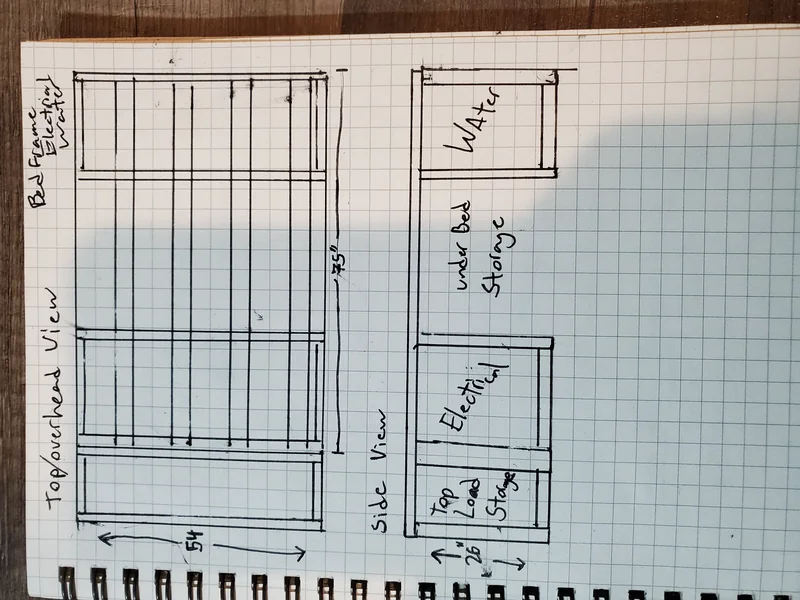 Top/overhead View
Bed Frame
Electrical
Water
75"
54
Side View
Top
Load
Storage
Electrical
under Bed
Storage
Water
26"